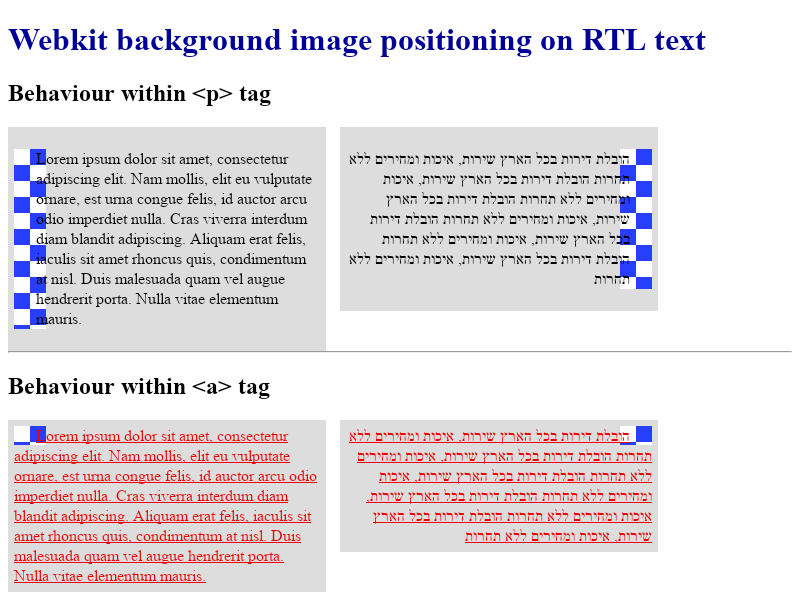 Webkit background image positioning on RTL text
Behaviour within <p> tag
Lorem ipsum dolor sit amet, consectetur
adipiscing elit. Nam mollis, elit eu vulputate
ornare, est urna congue felis, id auctor arcu
odio imperdiet nulla. Cras viverra interdum
diam blandit adipiscing. Aliquam erat felis,
iaculis sit amet rhoncus quis, condimentum
at nisl. Duis malesuada quam vel augue
hendrerit porta. Nulla vitae elementum
mauris.
הובלת דירות בכל הארץ שירות, איכות ומחירים ללא
תחרות הובלת דירות בכל הארץ שירות, איכות
ומחירים ללא תחרות הובלת דירות בכל הארץ
שירות, איכות ומחירים ללא תחרות הובלת דירות
בכל הארץ שירות, איכות ומחירים ללא תחרות
הובלת דירות בכל הארץ שירות, איכות ומחירים ללא
תחרות
Behaviour within <a> tag
Lorem ipsum dolor sit amet, consectetur
adipiscing elit. Nam mollis, elit eu vulputate
ornare, est urna congue felis, id auctor arcu odio
imperdiet nulla. Cras viverra interdum diam
blandit adipiscing. Aliquam erat felis, iaculis sit
amet rhoncus quis, condimentum at nisl. Duis
malesuada quam vel augue hendrerit porta.
Nulla vitae elementum mauris.
הובלת דירות בכל הארץ שירות, איכות ומחירים ללא
תחרות הובלת דירות בכל הארץ שירות, איכות ומחירים
ללא תחרות הובלת דירות בכל הארץ שירות, איכות
ומחירים ללא תחרות הובלת דירות בכל הארץ שירות,
איכות ומחירים ללא תחרות הובלת דירות בכל הארץ
שירות, איכות ומחירים ללא תחרות